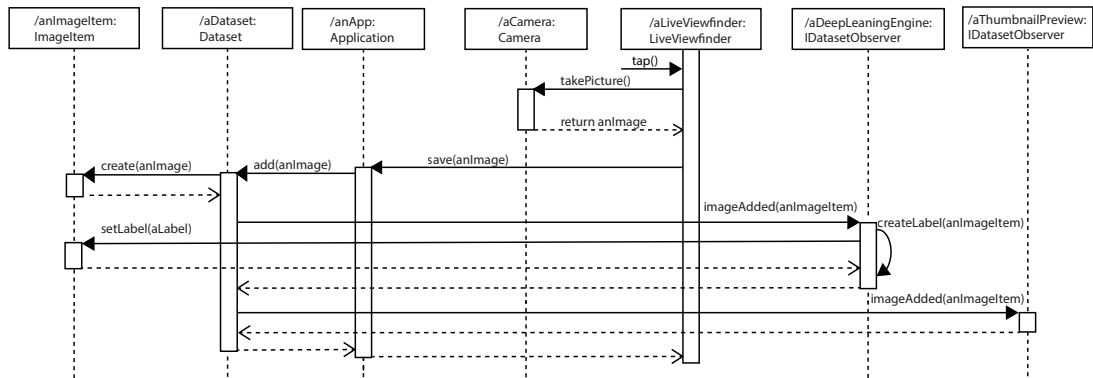 /anImageItem:
ImageItem
/aDataset:
Dataset
/anApp:
Application
/aCamera:
Camera
/aLiveViewfinder:
LiveViewfinder
/aDeepLeaningEngine:
IDatasetObserver
/aThumbnailPreview:
IDatasetObserver
tap()
takePicture()
return anImage
save(anImage)
add(anImage)
create(anImage)
imageAdded(anImageItem)
createLabel(anImageItem)
setLabel(aLabel)
imageAdded(anImageItem)